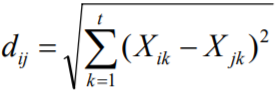 d_{ij} = \sqrt{\sum_{k=1}^{t} (X_{ik} - X_{jk})^2}